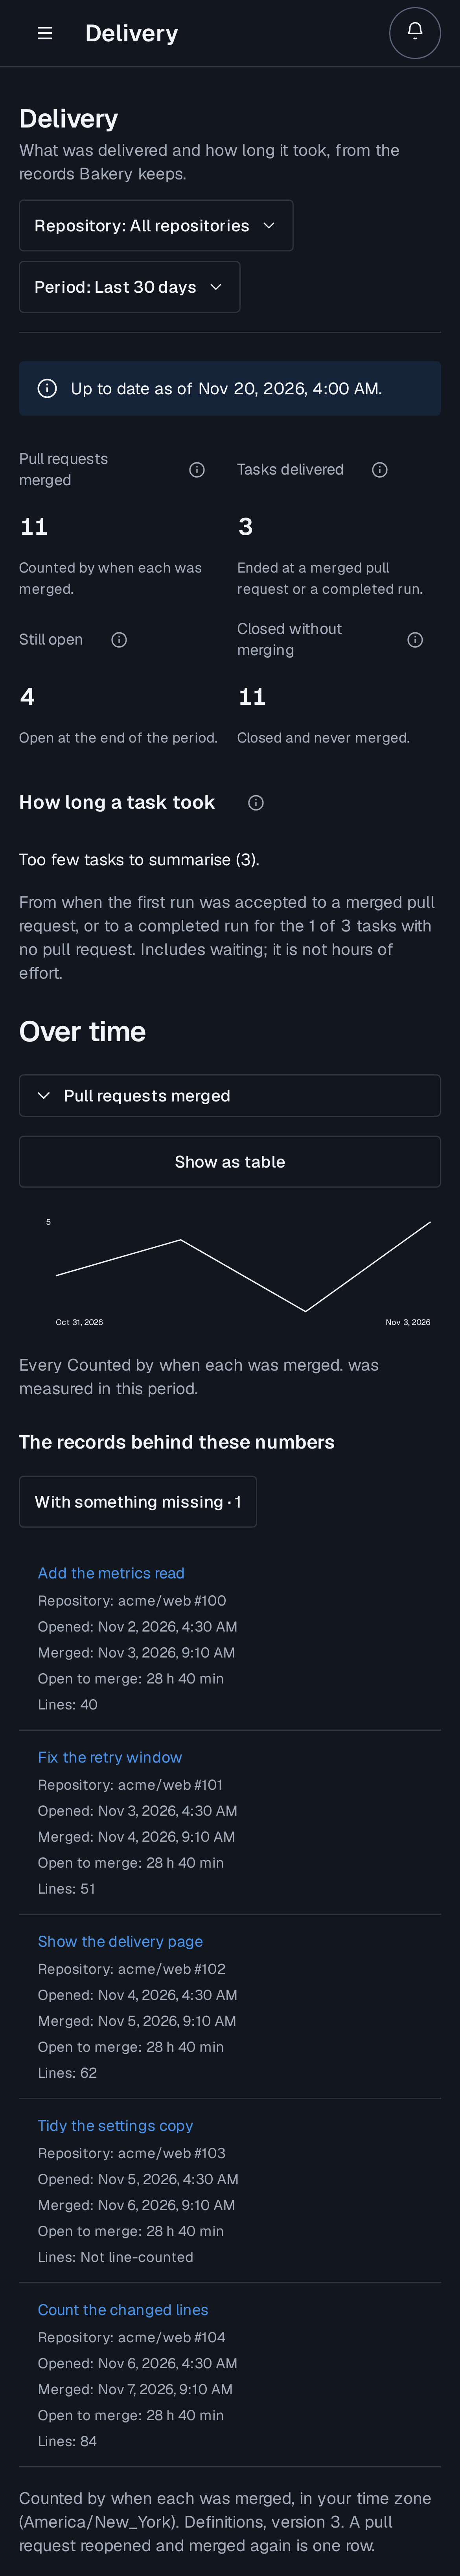 Delivery
Delivery
What was delivered and how long it took, from the
records Bakery keeps.
Repository: All repositories
Period: Last 30 days
Up to date as of Nov 20, 2026, 4:00 AM.
Pull requests
merged
11
Counted by when each was
merged.
Tasks delivered
3
Ended at a merged pull
request or a completed run.
Still open
4
Open at the end of the period.
Closed without
merging
11
Closed and never merged.
How long a task took
Too few tasks to summarise (3).
From when the first run was accepted to a merged pull
request, or to a completed run for the 1 of 3 tasks with
no pull request. Includes waiting; it is not hours of
effort.
Over time
Pull requests merged
Show as table
5
Oct 31, 2026
Nov 3, 2026
Every Counted by when each was merged. was
measured in this period.
The records behind these numbers
With something missing · 1
Add the metrics read
Repository: acme/web #100
Opened: Nov 2, 2026, 4:30 AM
Merged: Nov 3, 2026, 9:10 AM
Open to merge: 28 h 40 min
Lines: 40
Fix the retry window
Repository: acme/web #101
Opened: Nov 3, 2026, 4:30 AM
Merged: Nov 4, 2026, 9:10 AM
Open to merge: 28 h 40 min
Lines: 51
Show the delivery page
Repository: acme/web #102
Opened: Nov 4, 2026, 4:30 AM
Merged: Nov 5, 2026, 9:10 AM
Open to merge: 28 h 40 min
Lines: 62
Tidy the settings copy
Repository: acme/web #103
Opened: Nov 5, 2026, 4:30 AM
Merged: Nov 6, 2026, 9:10 AM
Open to merge: 28 h 40 min
Lines: Not line-counted
Count the changed lines
Repository: acme/web #104
Opened: Nov 6, 2026, 4:30 AM
Merged: Nov 7, 2026, 9:10 AM
Open to merge: 28 h 40 min
Lines: 84
Counted by when each was merged, in your time zone
(America/New_York). Definitions, version 3. A pull
request reopened and merged again is one row.